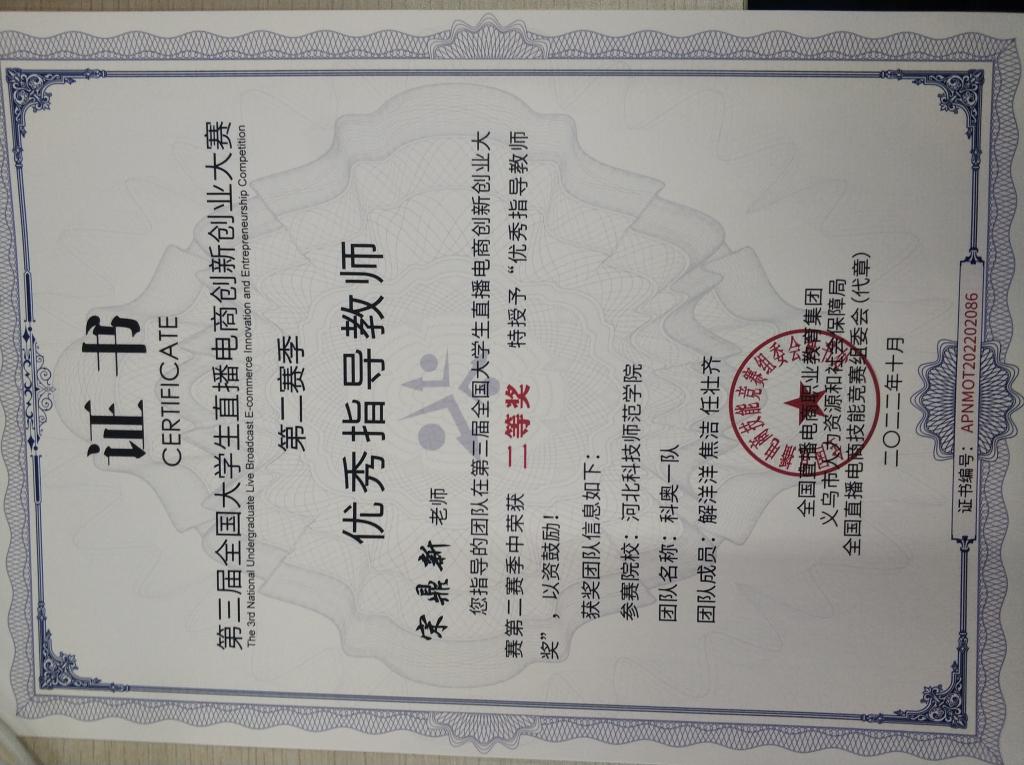 证书
CERTIFICATE
第三届全国大学生直播电商创新创业大赛
The 3rd National Undergraduate Live Broadcast E-commerce Innovation and Entrepreneurship Competition
第二赛季
优秀指导教师
宋鼎新 老师
您指导的团队在第三届全国大学生直播电商创新创业大
赛第二赛季中荣获 二等奖 特授予“优秀指导教师
奖”，以资鼓励！
获奖团队信息如下：
参赛院校：河北科技师范学院
团队名称：科奥一队
团队成员：解洋洋 焦洁 任壮齐
全国直播电商职业教育集团
义乌市人力资源和社会保障局
全国直播电商技能竞赛组委会（代章）
二〇二二年十月
证书编号：APNMOT202202086